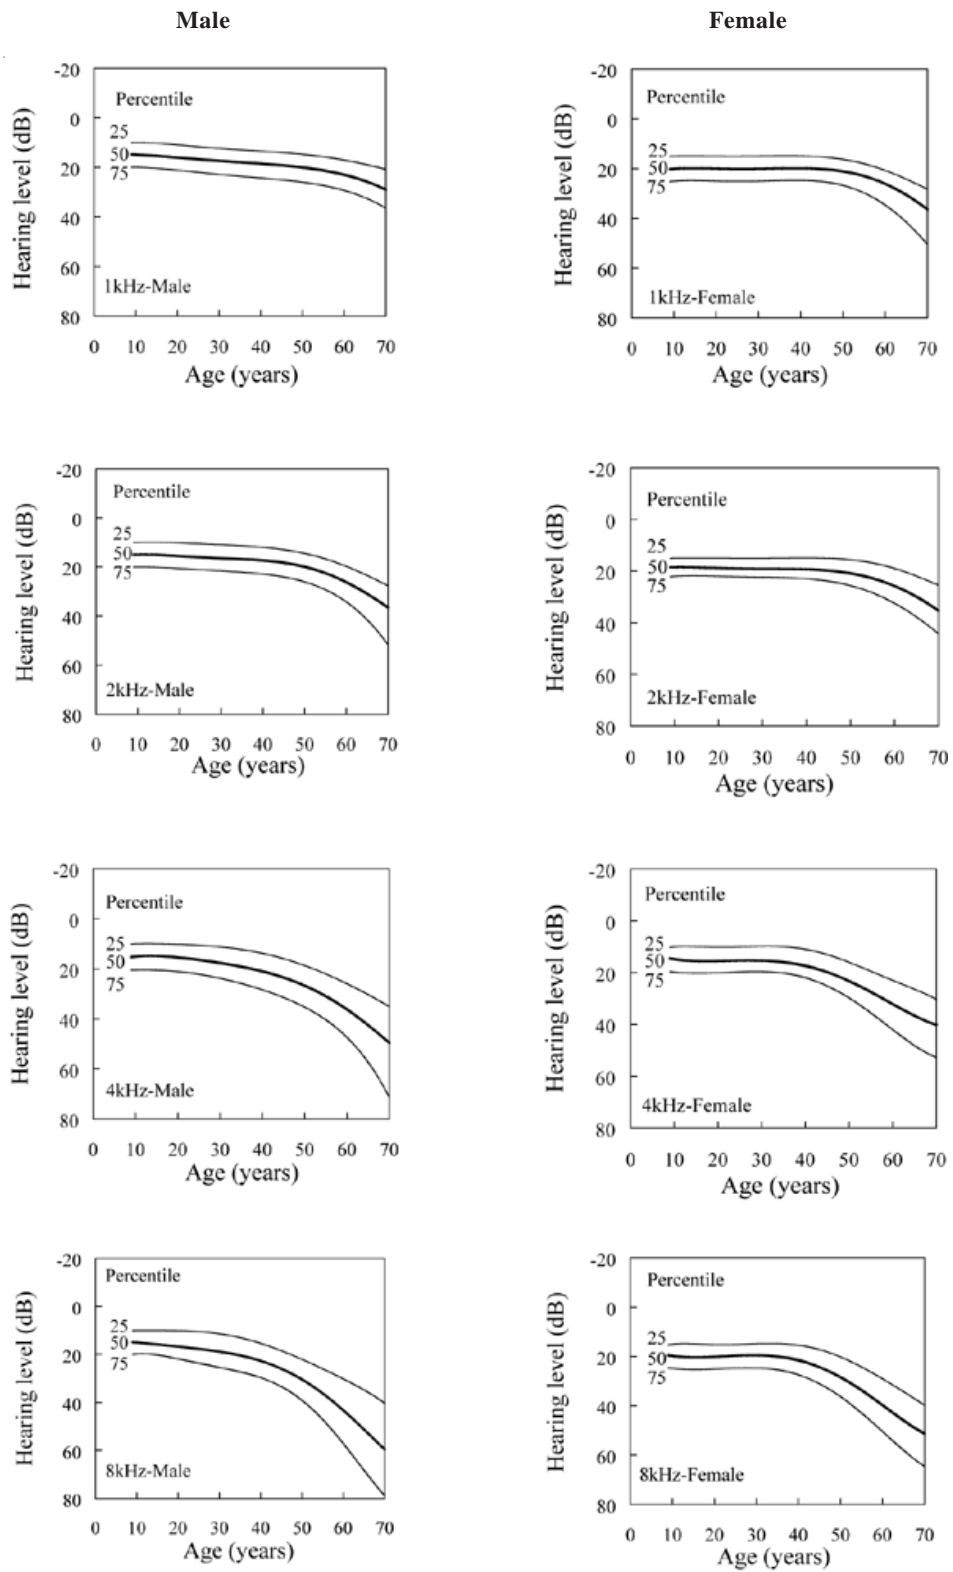 Male
Female
-20
0
20
40
60
80
Hearing level (dB)
Percentile
25
50
75
1kHz-Male
0 10 20 30 40 50 60 70
Age (years)
-20
0
20
40
60
80
Hearing level (dB)
Percentile
25
50
75
1kHz-Female
0 10 20 30 40 50 60 70
Age (years)
-20
0
20
40
60
80
Hearing level (dB)
Percentile
25
50
75
2kHz-Male
0 10 20 30 40 50 60 70
Age (years)
-20
0
20
40
60
80
Hearing level (dB)
Percentile
25
50
75
2kHz-Female
0 10 20 30 40 50 60 70
Age (years)
-20
0
20
40
60
80
Hearing level (dB)
Percentile
25
50
75
4kHz-Male
0 10 20 30 40 50 60 70
Age (years)
-20
0
20
40
60
80
Hearing level (dB)
Percentile
25
50
75
4kHz-Female
0 10 20 30 40 50 60 70
Age (years)
-20
0
20
40
60
80
Hearing level (dB)
Percentile
25
50
75
8kHz-Male
0 10 20 30 40 50 60 70
Age (years)
-20
0
20
40
60
80
Hearing level (dB)
Percentile
25
50
75
8kHz-Female
0 10 20 30 40 50 60 70
Age (years)